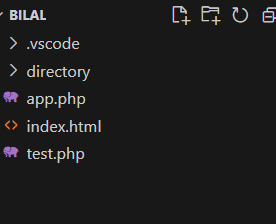 BILAL
.vscode
directory
app.php
index.html
test.php